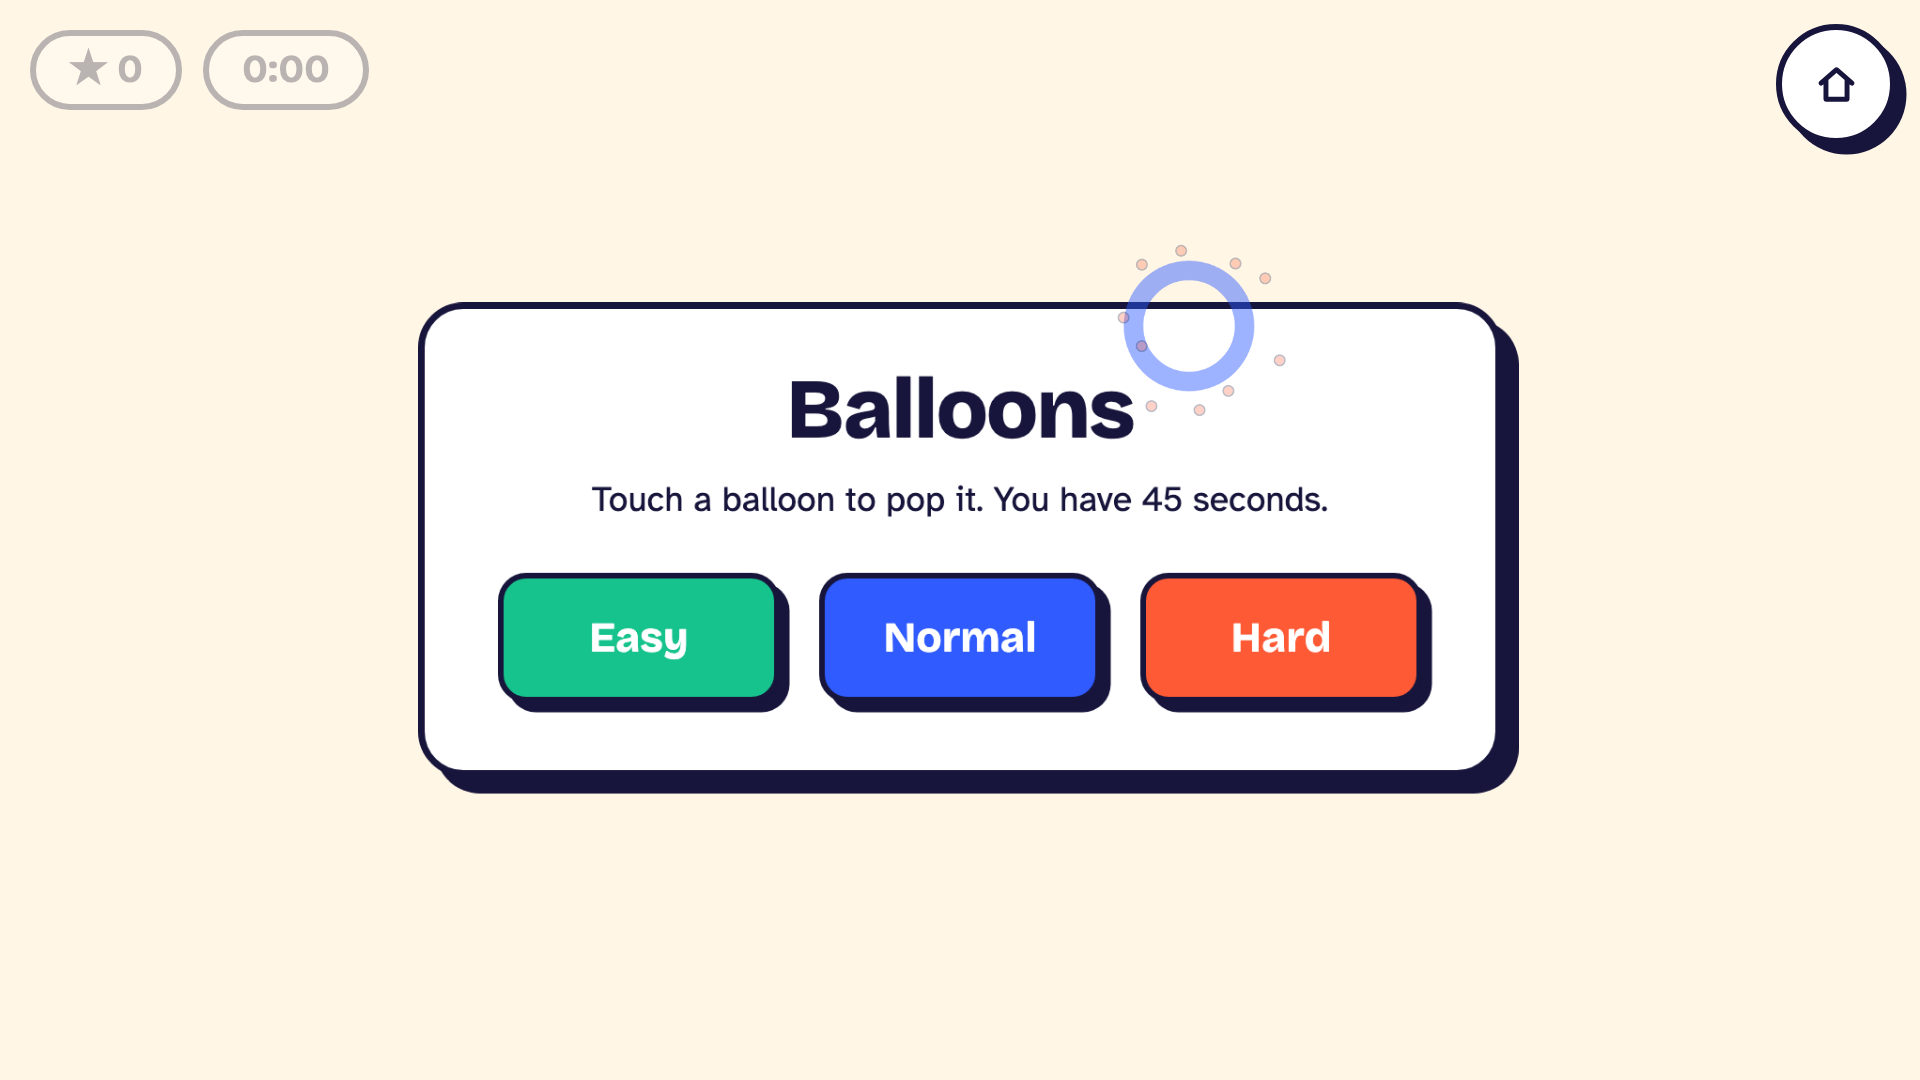 ★ 0
0:00
Balloons
Touch a balloon to pop it. You have 45 seconds.
Easy
Normal
Hard